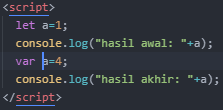 <script>
let a=1;
console.log("hasil awal: "+a);
var a=4;
console.log("hasil akhir: "+a);
</script>